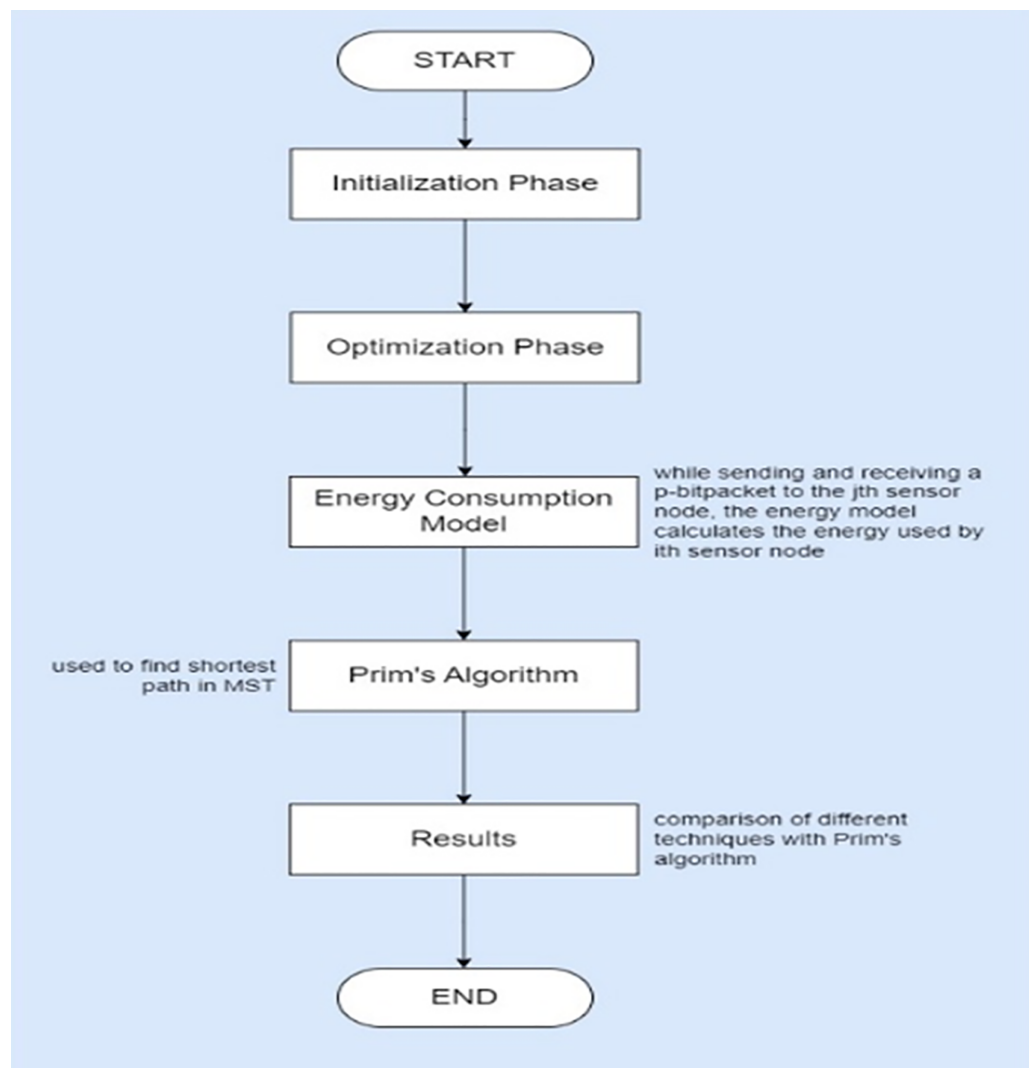 START
Initialization Phase
Optimization Phase
Energy Consumption
Model
while sending and receiving a
p-bitpacket to the jth sensor
node, the energy model
calculates the energy used by
ith sensor node
used to find shortest
path in MST
Prim's Algorithm
Results
comparison of different
techniques with Prim's
algorithm
END